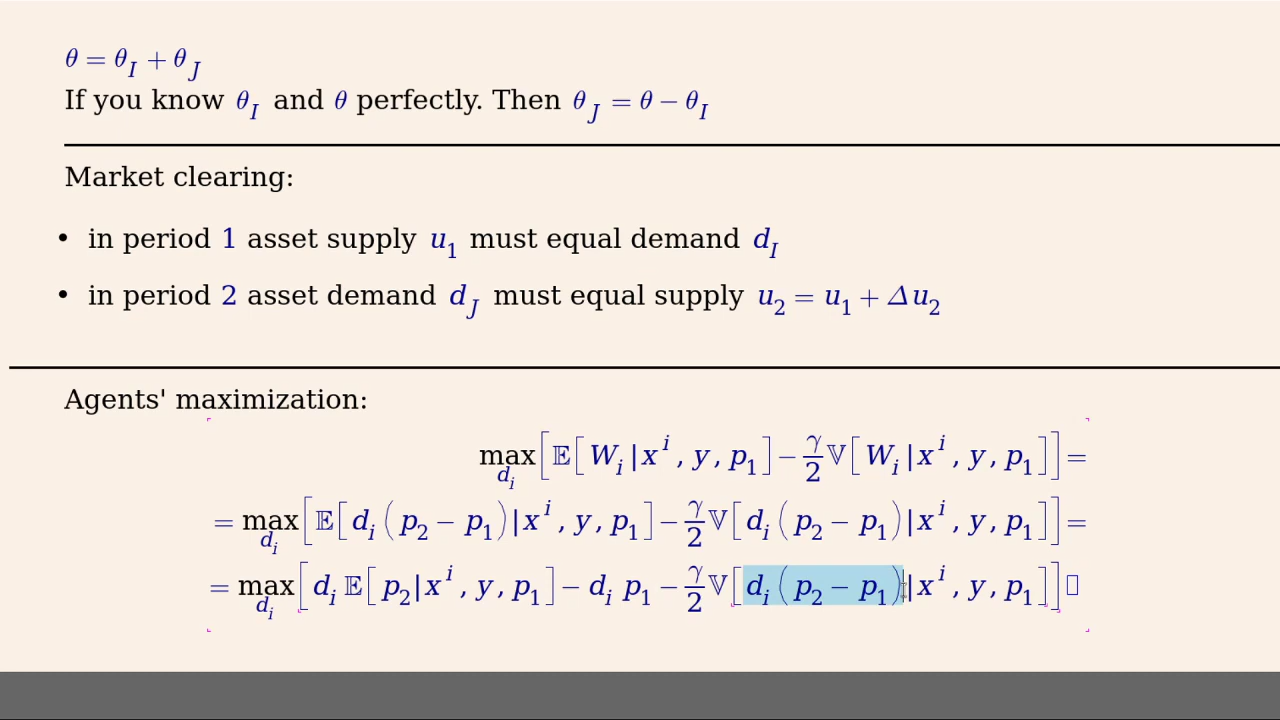 θ = θ_I + θ_J
If you know θ_I and θ perfectly. Then θ_J = θ − θ_I
Market clearing:
• in period 1 asset supply u_1 must equal demand d_I
• in period 2 asset demand d_J must equal supply u_2 = u_1 + Δu_2
Agents' maximization:
max_{d_i} [ 𝔼[ W_i | x^i , y , p_1 ] − γ/2 𝕍[ W_i | x^i , y , p_1 ] ] =
= max_{d_i} [ 𝔼[ d_i ( p_2 − p_1 ) | x^i , y , p_1 ] − γ/2 𝕍[ d_i ( p_2 − p_1 ) | x^i , y , p_1 ] ] =
= max_{d_i} [ d_i 𝔼[ p_2 | x^i , y , p_1 ] − d_i p_1 − γ/2 𝕍[ d_i ( p_2 − p_1 ) | x^i , y , p_1 ] ]